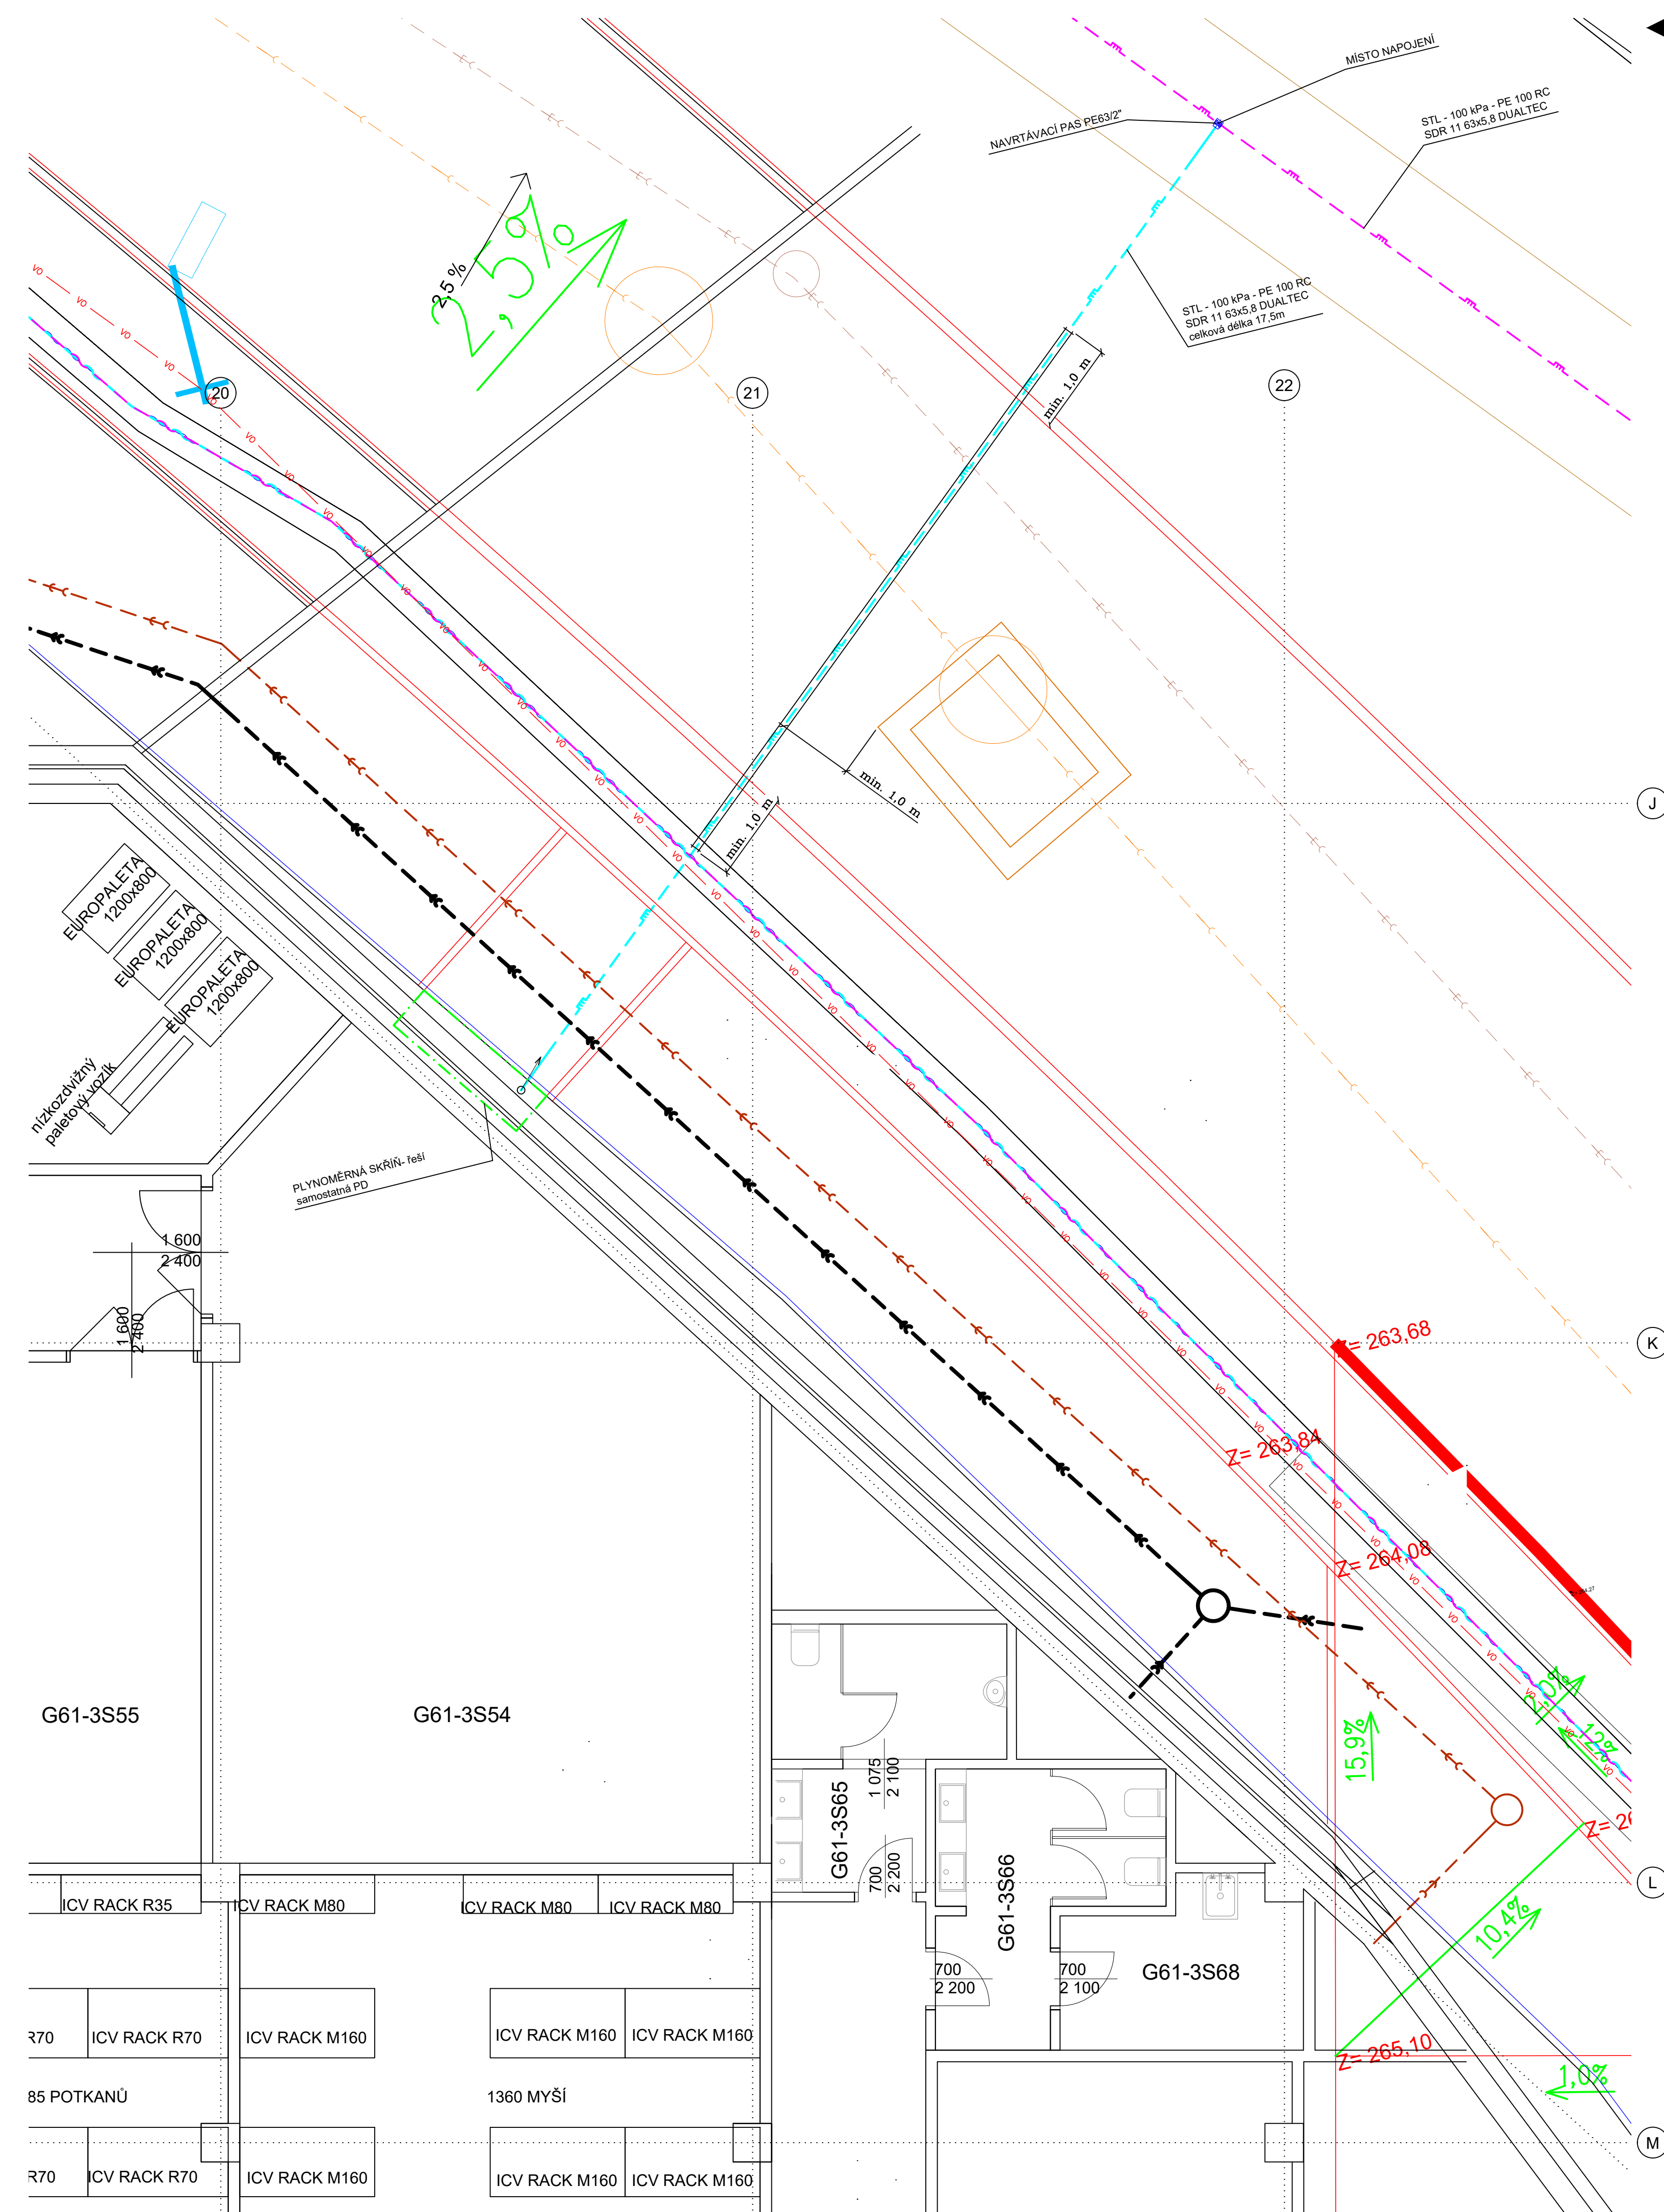 MÍSTO NAPOJENÍ
NAVRTÁVACÍ PAS PE63/2"
STL - 100 kPa - PE 100 RC
SDR 11 63x5,8 DUALTEC
2,5 %
2,5%
STL - 100 kPa - PE 100 RC
SDR 11 63x5,8 DUALTEC
celková délka 17,5m
20
21
22
min. 1,0 m
min. 1,0 m
min. 1,0 m
J
EUROPALETA
1200x800
EUROPALETA
1200x800
EUROPALETA
1200x800
nízkozdvižný
paletový vozík
PLYNOMĚRNÁ SKŘÍŇ- řeší
samostatná PD
1 600
2 400
1 600
2 400
K
Z= 263,68
Z= 263,84
Z= 264,08
2,0%
12%
15,9%
Z= 26
G61-3S55
G61-3S54
G61-3S65
1 075
2 100
700
2 200
G61-3S66
L
ICV RACK R35
ICV RACK M80
ICV RACK M80
ICV RACK M80
10,4%
700
2 200
700
2 100
G61-3S68
R70
ICV RACK R70
ICV RACK M160
ICV RACK M160
ICV RACK M160
Z= 265,10
1,0%
85 POTKANŮ
1360 MYŠÍ
M
R70
ICV RACK R70
ICV RACK M160
ICV RACK M160
ICV RACK M160